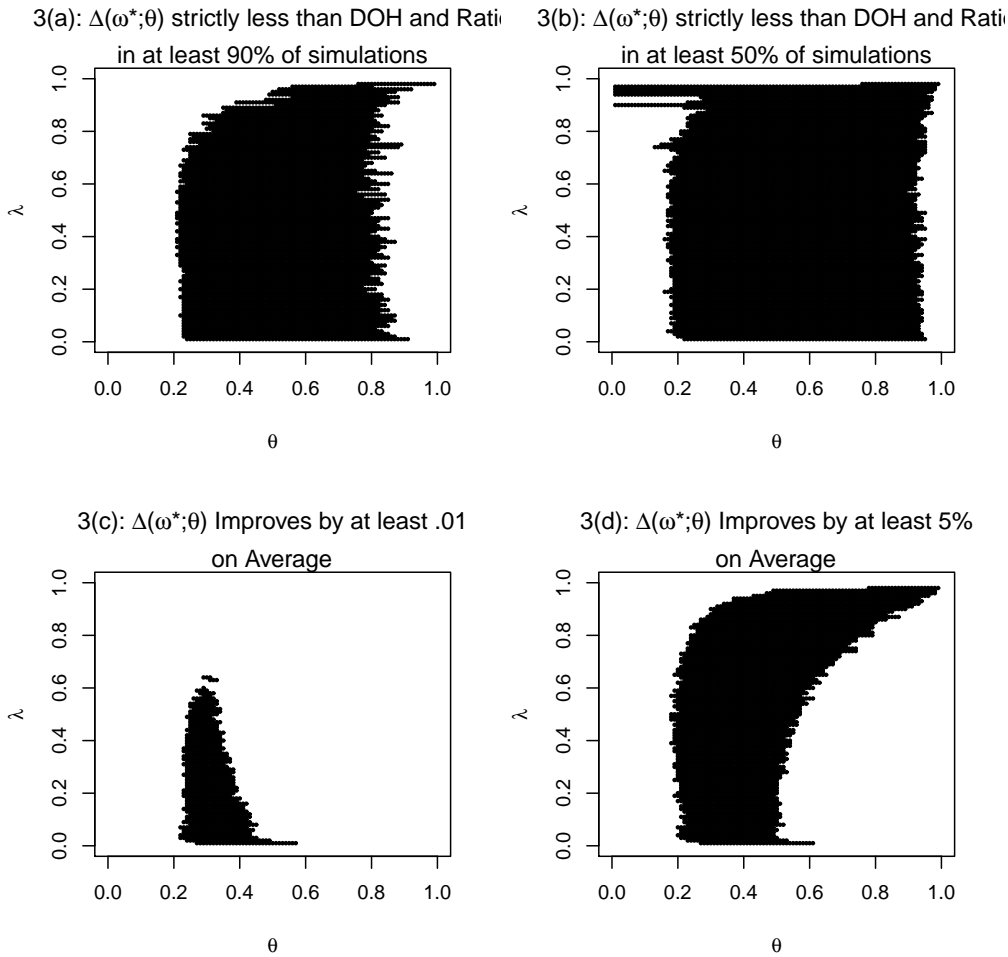 3(a): Δ(ω*;θ) strictly less than DOH and Rati
in at least 90% of simulations
λ
0.0 0.2 0.4 0.6 0.8 1.0
0.0 0.2 0.4 0.6 0.8 1.0
θ
3(b): Δ(ω*;θ) strictly less than DOH and Rati
in at least 50% of simulations
λ
0.0 0.2 0.4 0.6 0.8 1.0
0.0 0.2 0.4 0.6 0.8 1.0
θ
3(c): Δ(ω*;θ) Improves by at least .01
on Average
λ
0.0 0.2 0.4 0.6 0.8 1.0
0.0 0.2 0.4 0.6 0.8 1.0
θ
3(d): Δ(ω*;θ) Improves by at least 5%
on Average
λ
0.0 0.2 0.4 0.6 0.8 1.0
0.0 0.2 0.4 0.6 0.8 1.0
θ